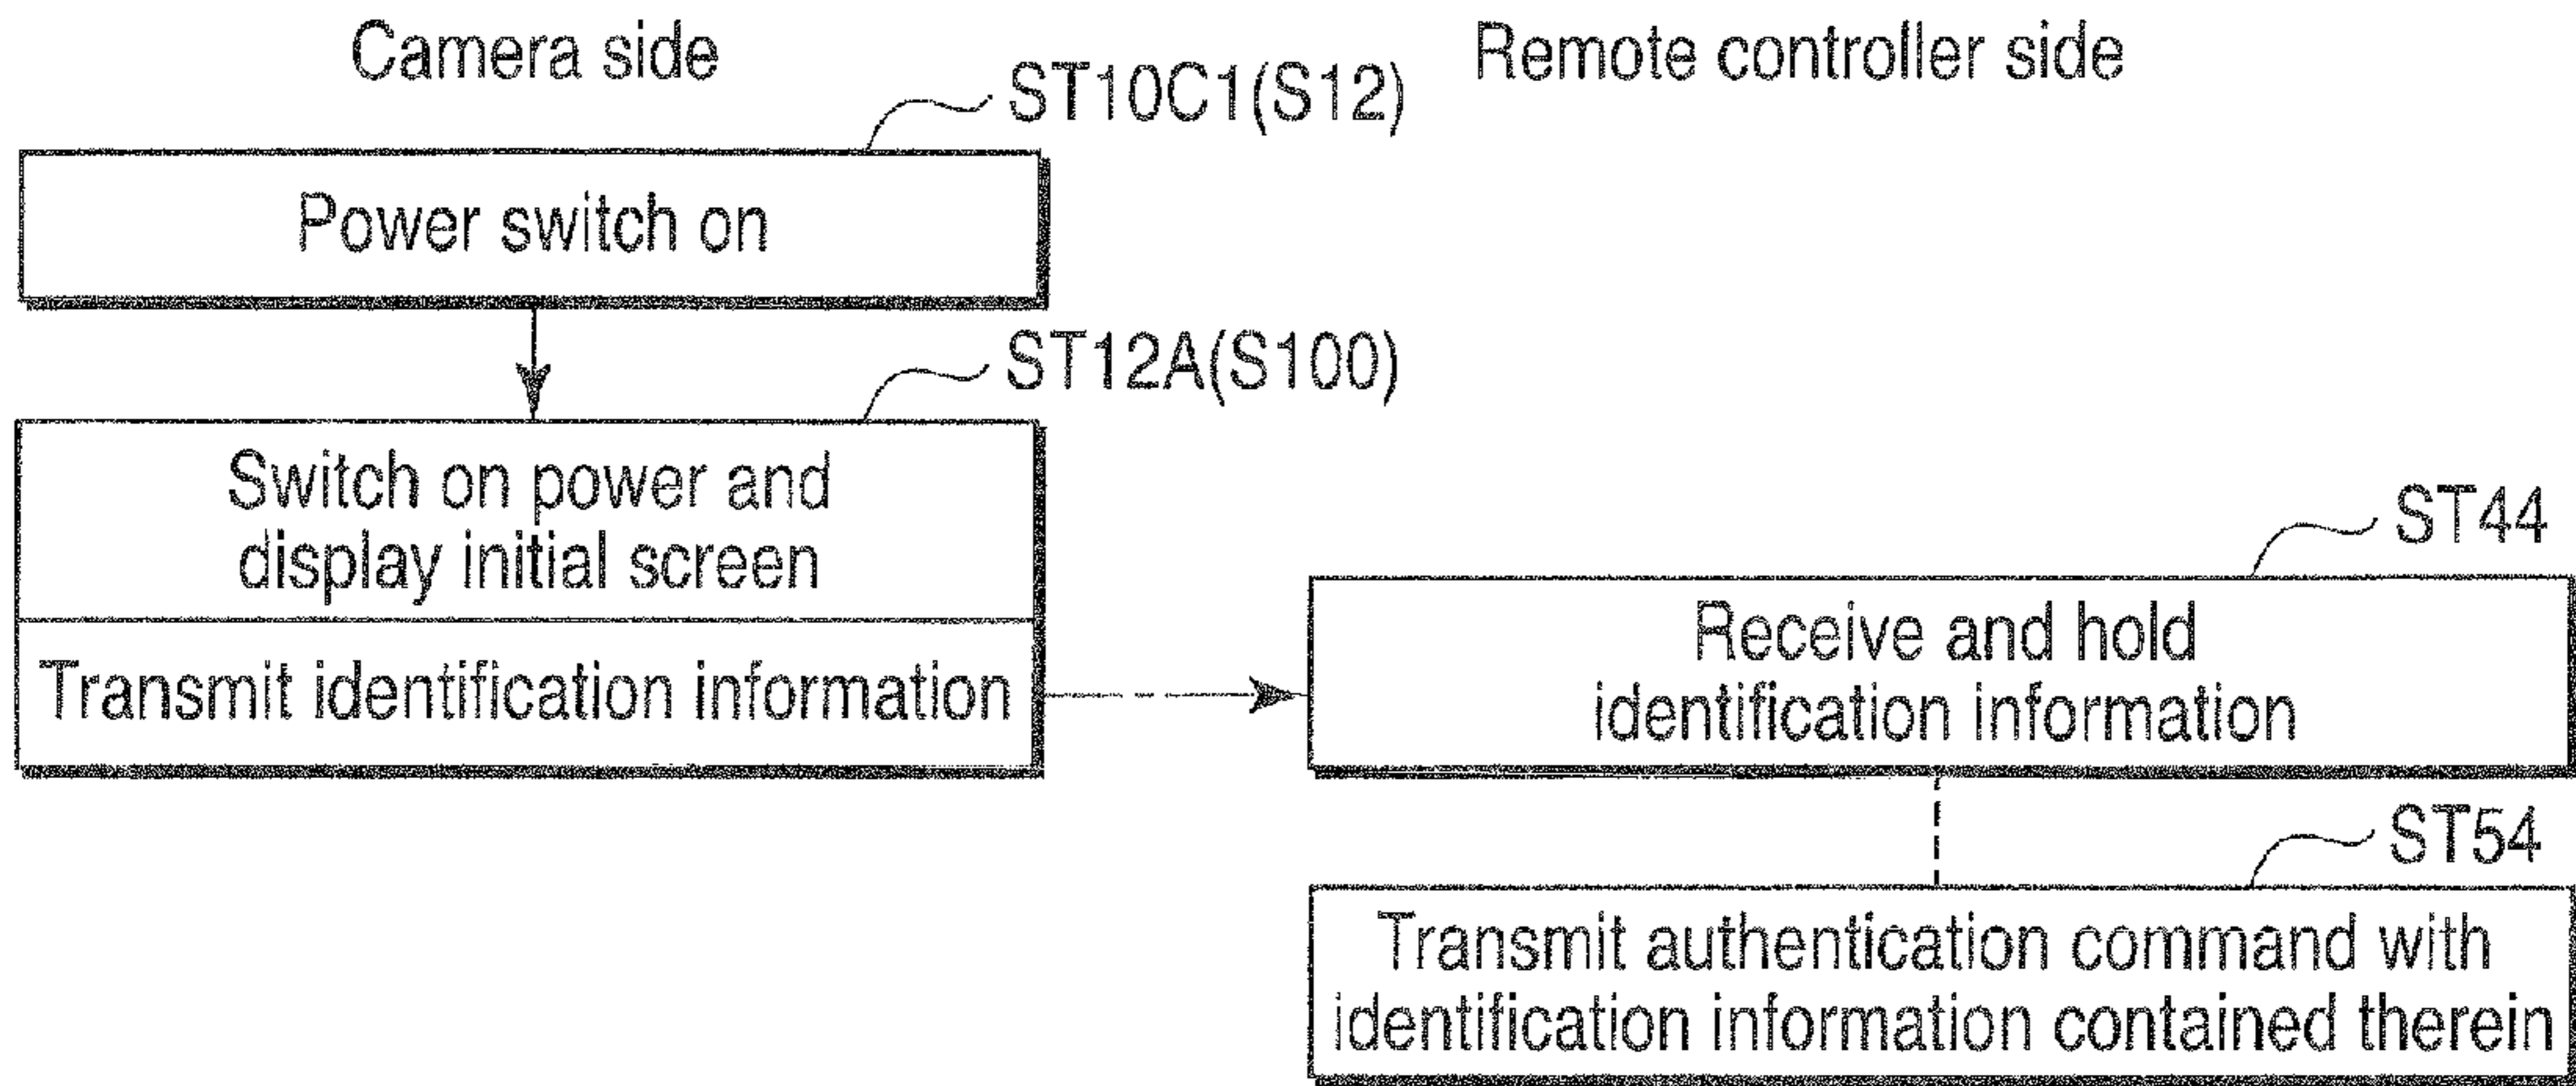 Camera side
Remote controller side
ST10C1(S12)
Power switch on
ST12A(S100)
Switch on power and
display initial screen
Transmit identification information
ST44
Receive and hold
identification information
ST54
Transmit authentication command with
identification information contained therein